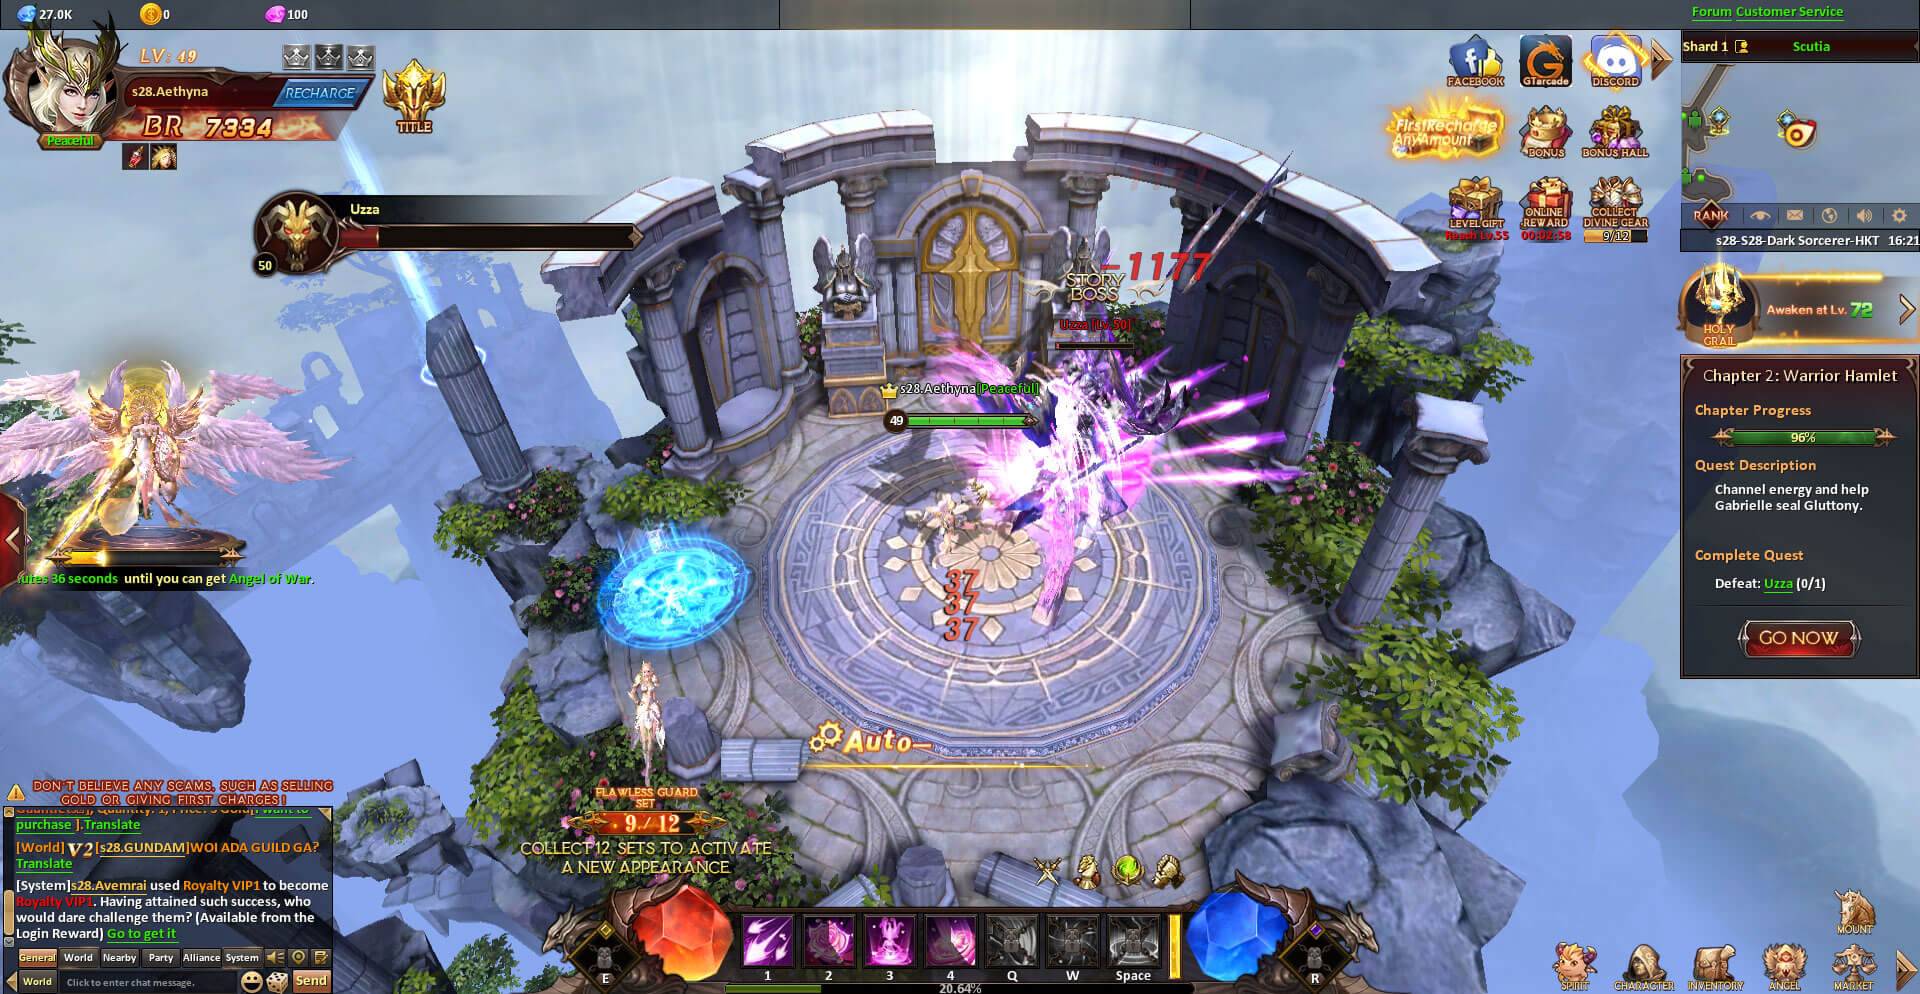 27.0K
0
100
Forum Customer Service
LV: 49
s28.Aethyna
RECHARGE
BR 7334
Peaceful
TITLE
FACEBOOK
GTarcade
DISCORD
Shard 1
Scutia
FirstRecharge
AnyAmount
BONUS
BONUS HALL
LEVEL GIFT
Reach Lv.55
ONLINE
REWARD
00:02:58
COLLECT
DIVINE GEAR
9/12
RANK
s28-S28-Dark Sorcerer-HKT 16:21
Uzza
50
-1177
1177
STORY
BOSS
Uzza [Lv.50]
s28.Aethyna[Peaceful]
49
HOLY
GRAIL
Awaken at Lv. 72
Chapter 2: Warrior Hamlet
Chapter Progress
96%
Quest Description
Channel energy and help
Gabrielle seal Gluttony.
Complete Quest
Defeat: Uzza (0/1)
GO NOW
utes 36 seconds until you can get Angel of War.
37
37
37
Auto
FLAWLESS GUARD
SET
9 / 12
COLLECT 12 SETS TO ACTIVATE
A NEW APPEARANCE
DON'T BELIEVE ANY SCAMS, SUCH AS SELLING
GOLD OR GIVING FIRST CHARGES !
purchase ].Translate
[World] V2 [s28.GUNDAM]WOI ADA GUILD GA?
Translate
[System]s28.Avemrai used Royalty VIP1 to become
Royalty VIP1. Having attained such success, who
would dare challenge them? (Available from the
Login Reward) Go to get it
General World Nearby Party Alliance System
World
Click to enter chat message.
Send
E
1
2
3
4
Q
W
Space
R
20.64%
MOUNT
SPIRIT
CHARACTER
INVENTORY
ANGEL
MARKET